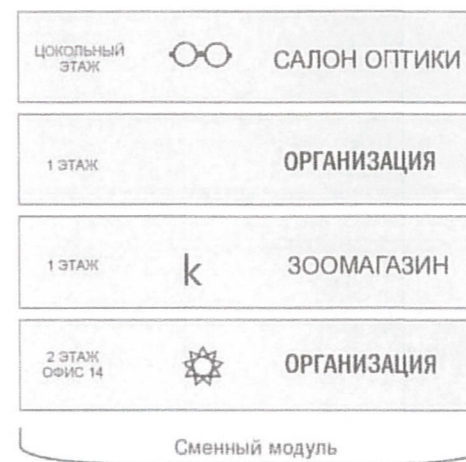 ЦОКОЛЬНЫЙ
ЭТАЖ
САЛОН ОПТИКИ
1 ЭТАЖ
ОРГАНИЗАЦИЯ
1 ЭТАЖ
k
ЗООМАГАЗИН
2 ЭТАЖ
ОФИС 14
ОРГАНИЗАЦИЯ
Сменный модуль